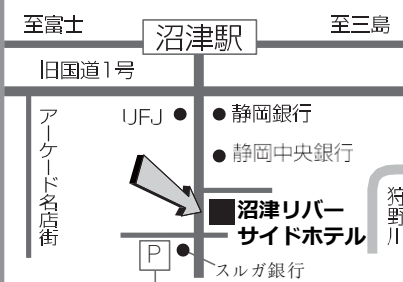 至富士
至三島
沼津駅
旧国道1号
UFJ
静岡銀行
静岡中央銀行
アーケード名店街
沼津リバー
サイドホテル
狩野川
P
スルガ銀行